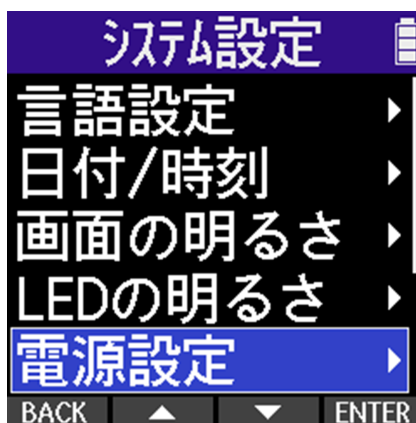 システム設定
言語設定
日付/時刻
画面の明るさ
LEDの明るさ
電源設定
BACK ENTER